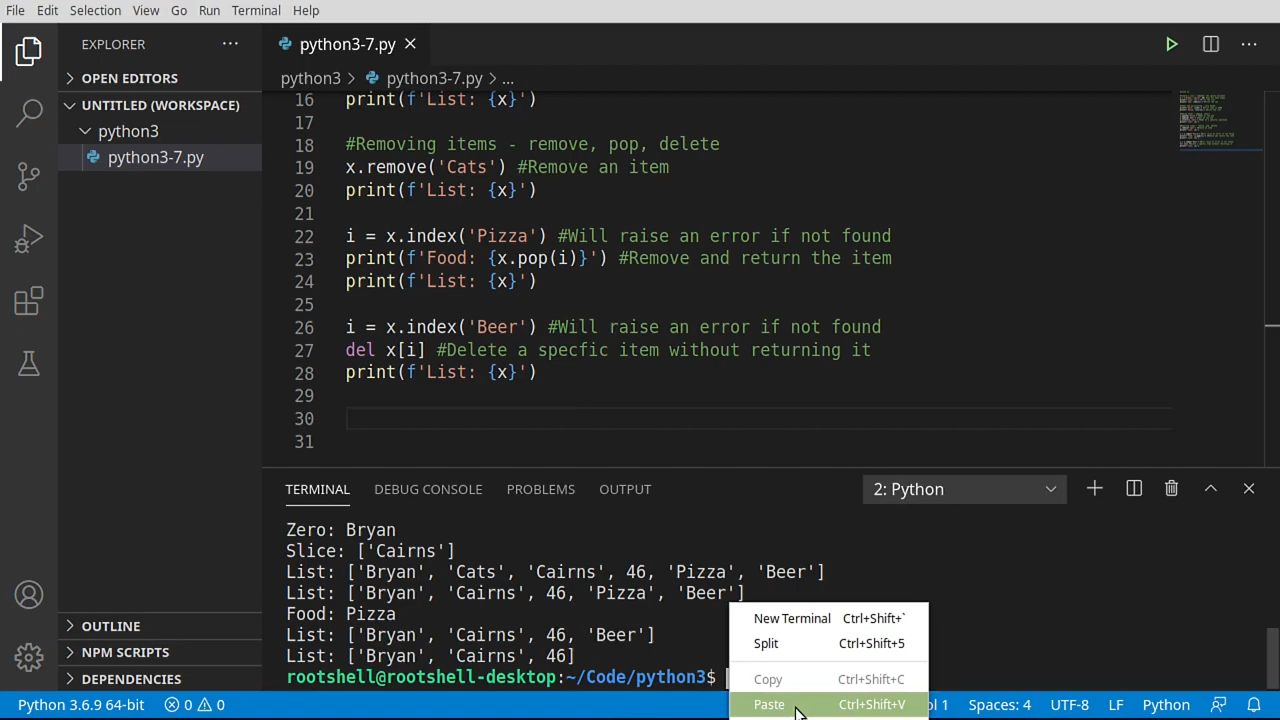 File Edit Selection View Go Run Terminal Help
EXPLORER ...
OPEN EDITORS
UNTITLED (WORKSPACE)
python3
python3-7.py
OUTLINE
NPM SCRIPTS
DEPENDENCIES
python3-7.py
python3 > python3-7.py > ...
16 print(f'List: {x}')
17
18 #Removing items - remove, pop, delete
19 x.remove('Cats') #Remove an item
20 print(f'List: {x}')
21
22 i = x.index('Pizza') #Will raise an error if not found
23 print(f'Food: {x.pop(i)}') #Remove and return the item
24 print(f'List: {x}')
25
26 i = x.index('Beer') #Will raise an error if not found
27 del x[i] #Delete a specfic item without returning it
28 print(f'List: {x}')
29
30
31
TERMINAL DEBUG CONSOLE PROBLEMS OUTPUT 2: Python
Zero: Bryan
Slice: ['Cairns']
List: ['Bryan', 'Cats', 'Cairns', 46, 'Pizza', 'Beer']
List: ['Bryan', 'Cairns', 46, 'Pizza', 'Beer']
Food: Pizza
List: ['Bryan', 'Cairns', 46, 'Beer']
List: ['Bryan', 'Cairns', 46]
rootshell@rootshell-desktop:~/Code/python3$
New Terminal Ctrl+Shift+`
Split Ctrl+Shift+5
Copy Ctrl+Shift+C
Paste Ctrl+Shift+V
Python 3.6.9 64-bit 0 0 1 Spaces: 4 UTF-8 LF Python